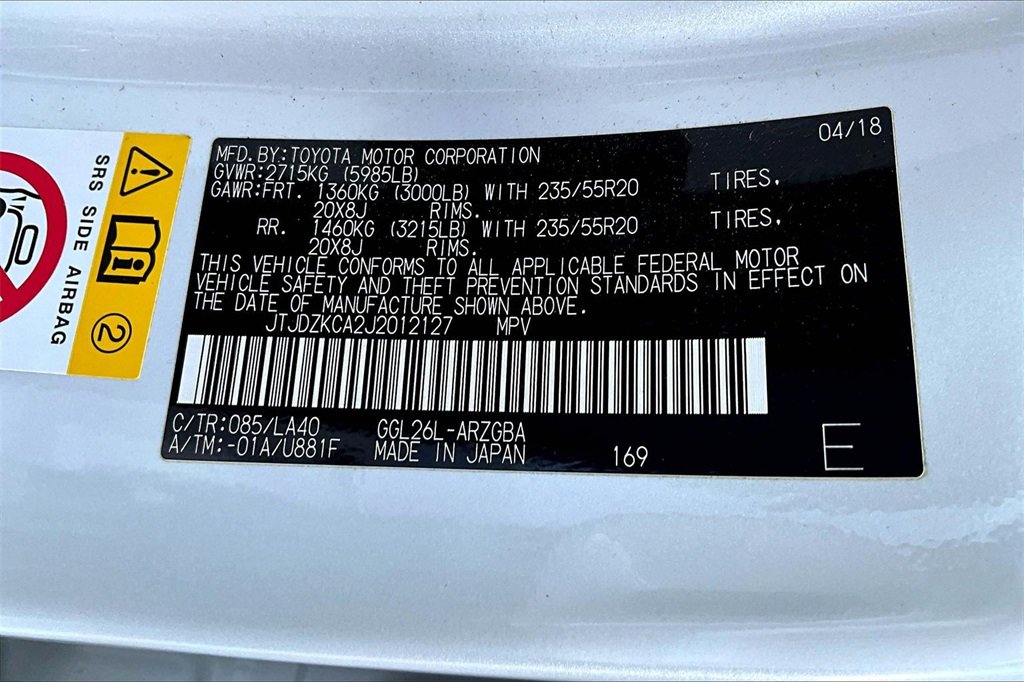 04/18
MFD.BY:TOYOTA MOTOR CORPORATION
GVWR:2715KG (5985LB)
GAWR:FRT. 1360KG (3000LB) WITH 235/55R20 TIRES,
20X8J RIMS.
RR. 1460KG (3215LB) WITH 235/55R20 TIRES,
20X8J RIMS.
THIS VEHICLE CONFORMS TO ALL APPLICABLE FEDERAL MOTOR
VEHICLE SAFETY AND THEFT PREVENTION STANDARDS IN EFFECT ON
THE DATE OF MANUFACTURE SHOWN ABOVE.
JTJDZKCA2J2012127 MPV
C/TR:085/LA40 GGL26L-ARZGBA
A/TM:-01A/U881F MADE IN JAPAN 169 E
SRS SIDE AIRBAG
2